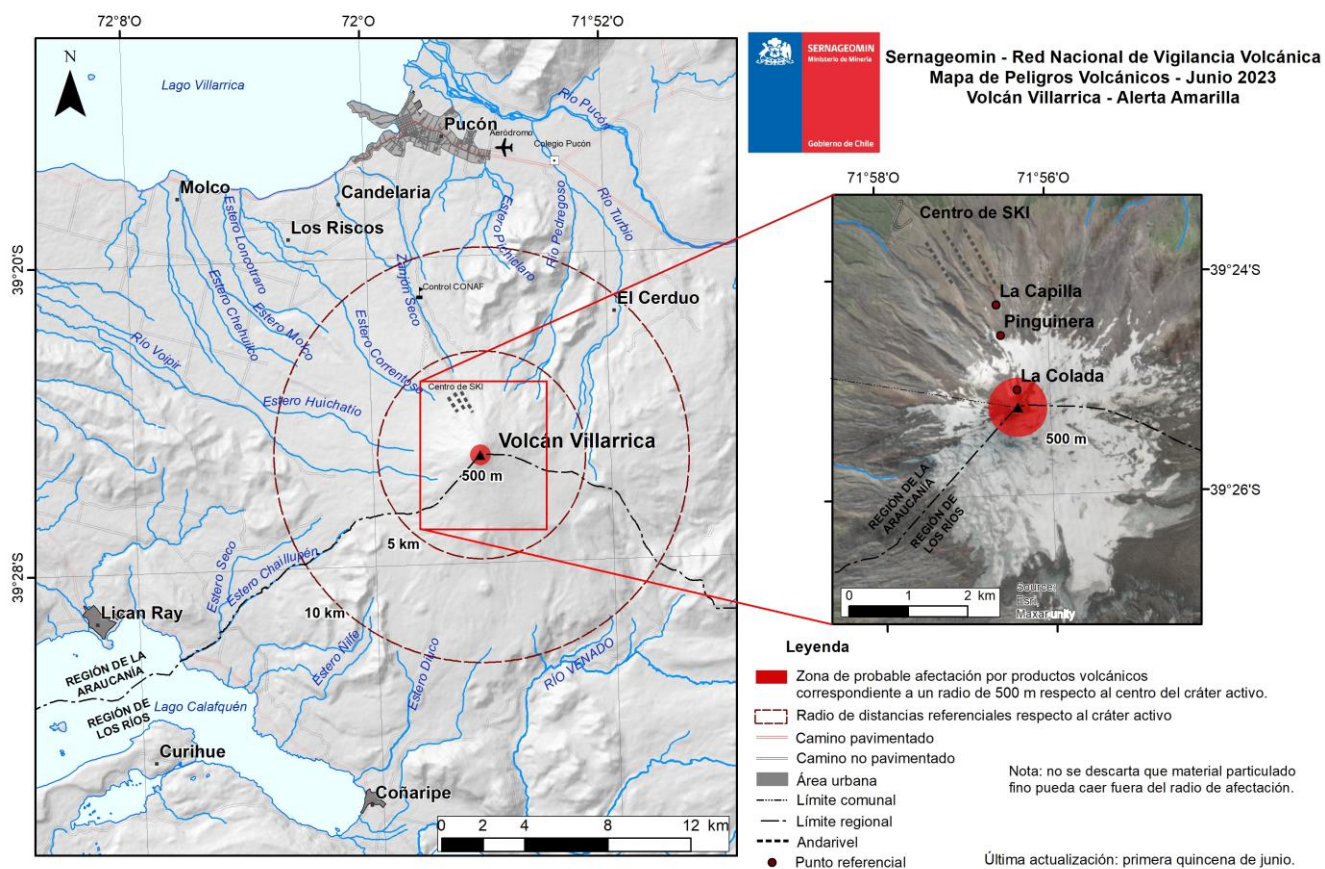 72°8'O
72°O
71°52'O
39°20'S
39°28'S
N
Lago Villarrica
Pucón
Aeródromo
Colegio Pucón
Río Pucón
Molco
Candelaria
Los Riscos
Estero Loncotraro
Estero Chehuilco
Estero Molco
Estero Correntoso
Zanjón Seco
Control CONAF
Estero Pichiclaro
Río Pedregoso
Río Turbio
El Cerduo
Río Voipir
Estero Huichatio
Centro de SKI
Volcán Villarrica
500 m
5 km
10 km
Estero Seco
Estero Chaillupén
Lican Ray
REGIÓN DE LA
ARAUCANÍA
REGIÓN DE
LOS RÍOS
Lago Calafquén
Estero Ñilfe
Estero Diuco
RÍO VENADO
Curihue
Coñaripe
0 2 4 8 12 km
SERNAGEOMIN
Ministerio de Minería
Gobierno de Chile
Sernageomin - Red Nacional de Vigilancia Volcánica
Mapa de Peligros Volcánicos - Junio 2023
Volcán Villarrica - Alerta Amarilla
71°58'O
71°56'O
39°24'S
39°26'S
Centro de SKI
La Capilla
Pinguinera
La Colada
500 m
REGIÓN DE LA
ARAUCANÍA
REGIÓN DE
LOS RÍOS
0 1 2 km
Source:
Esri,
Maxar
Leyenda
Zona de probable afectación por productos volcánicos
correspondiente a un radio de 500 m respecto al centro del cráter activo.
Radio de distancias referenciales respecto al cráter activo
Camino pavimentado
Camino no pavimentado
Área urbana
Límite comunal
Límite regional
Andarivel
Punto referencial
Nota: no se descarta que material particulado
fino pueda caer fuera del radio de afectación.
Última actualización: primera quincena de junio.